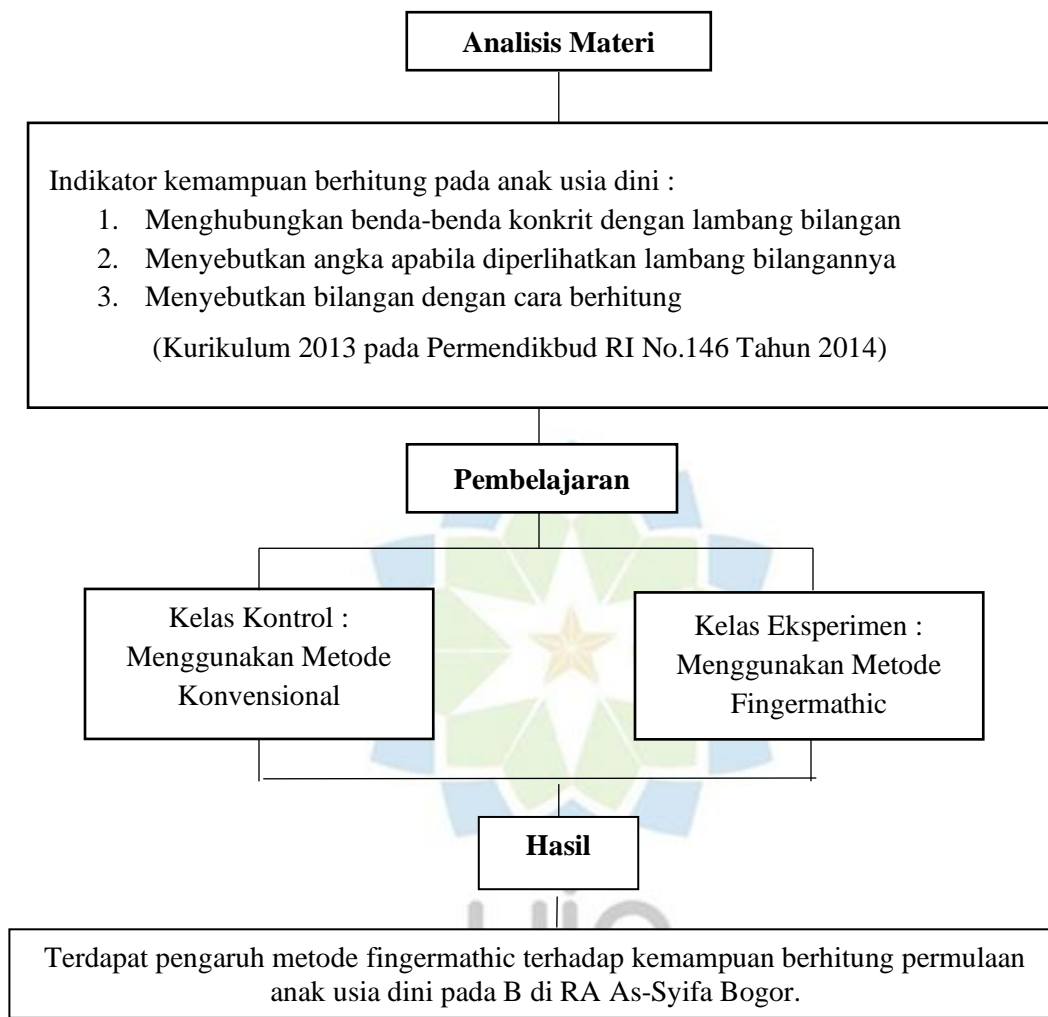 Analisis Materi
Indikator kemampuan berhitung pada anak usia dini :
1. Menghubungkan benda-benda konkrit dengan lambang bilangan
2. Menyebutkan angka apabila diperlihatkan lambang bilangannya
3. Menyebutkan bilangan dengan cara berhitung
(Kurikulum 2013 pada Permendikbud RI No.146 Tahun 2014)
Pembelajaran
Kelas Kontrol :
Menggunakan Metode
Konvensional
Kelas Eksperimen :
Menggunakan Metode
Fingermathic
Hasil
Terdapat pengaruh metode fingermathic terhadap kemampuan berhitung permulaan
anak usia dini pada B di RA As-Syifa Bogor.